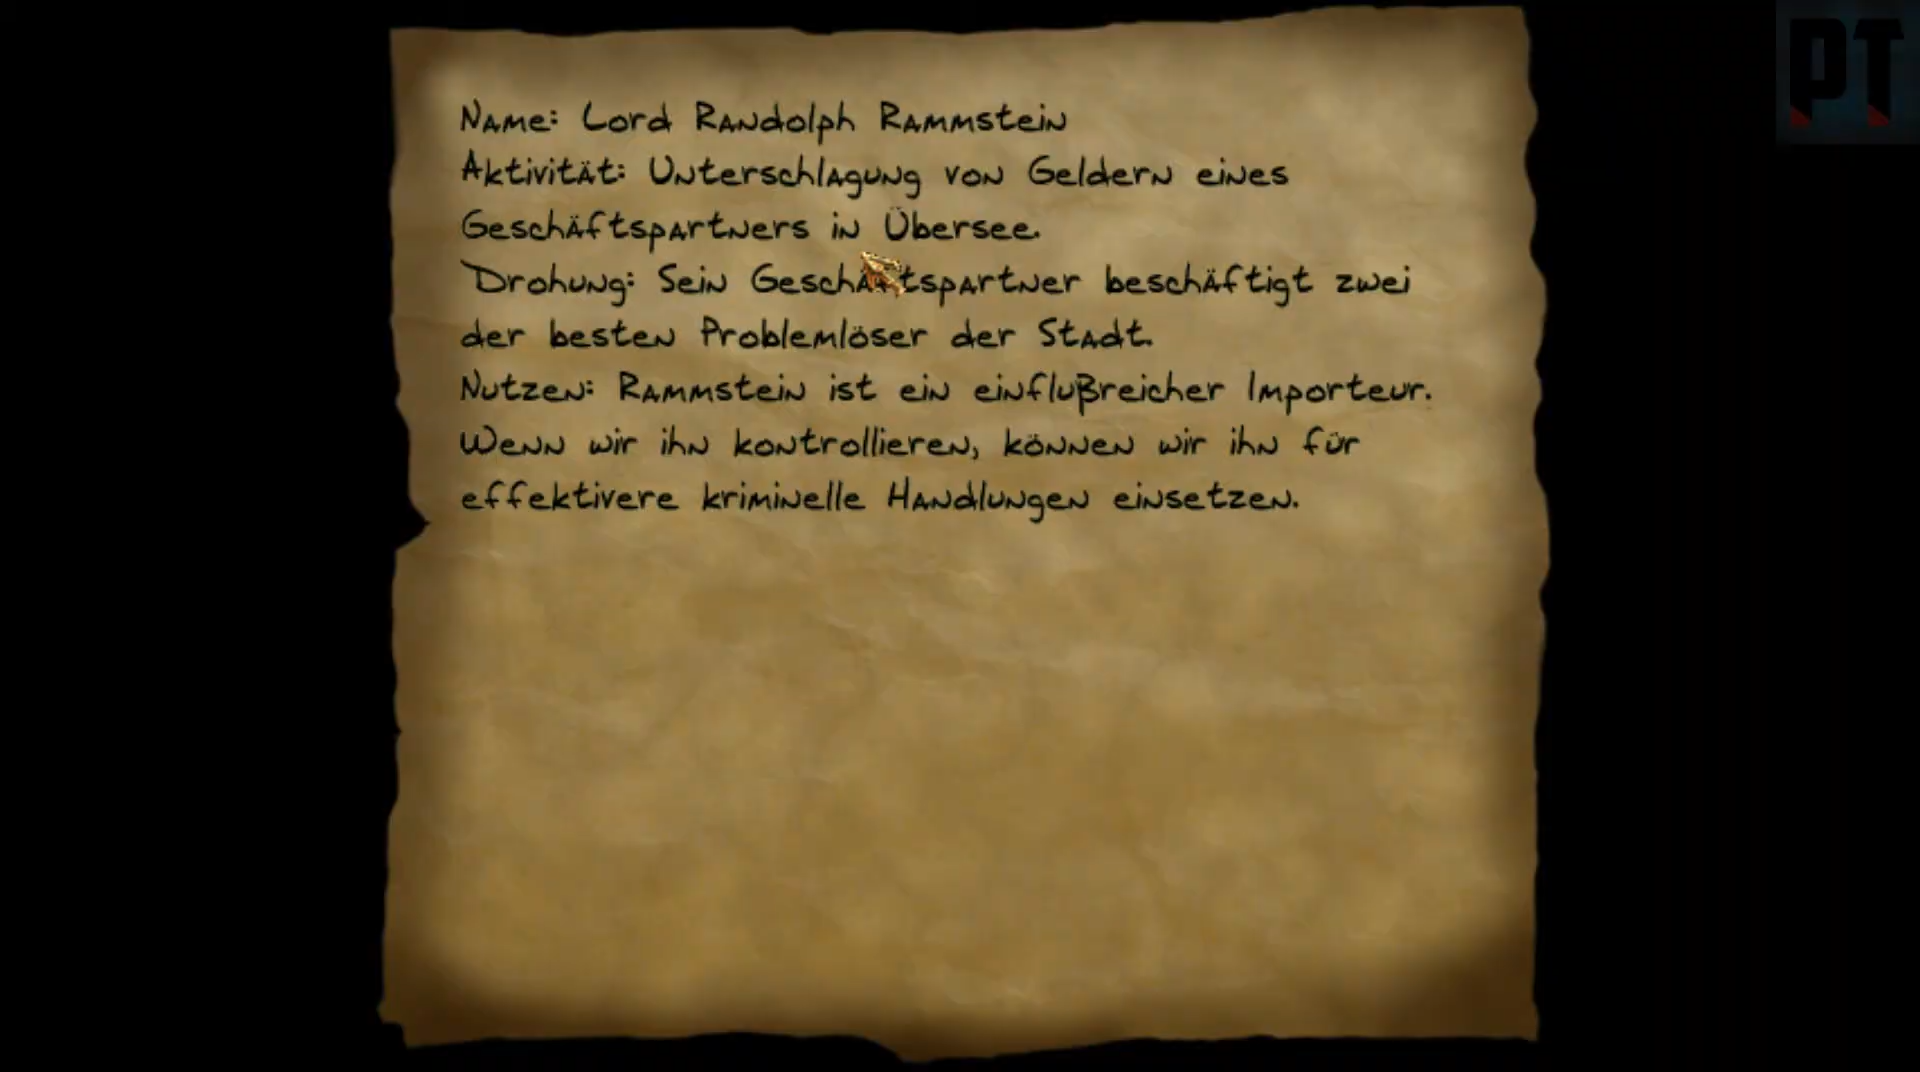 PT
Name: Lord Randolph Rammstein
Aktivität: Unterschlagung von Geldern eines
Geschäftspartners in Übersee.
Drohung: Sein Geschäftspartner beschäftigt zwei
der besten Problemlöser der Stadt.
Nutzen: Rammstein ist ein einflußreicher Importeur.
Wenn wir ihn kontrollieren, können wir ihn für
effektivere kriminelle Handlungen einsetzen.